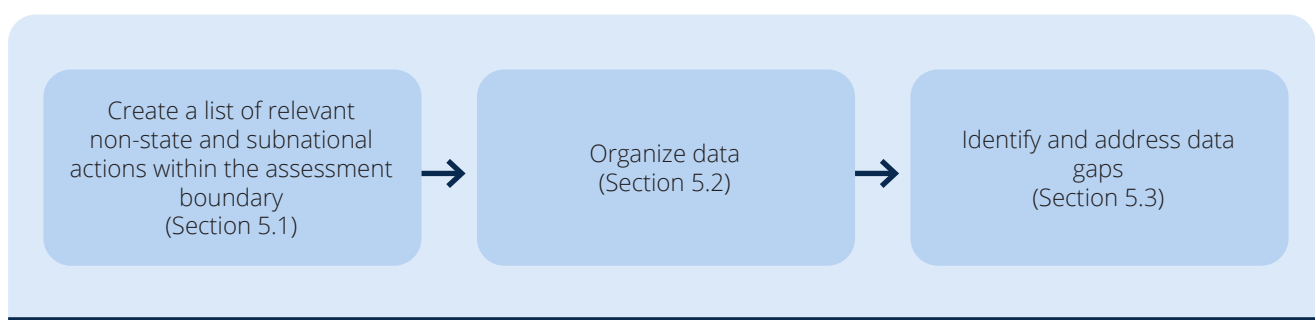 Create a list of relevant
non-state and subnational
actions within the assessment
boundary
(Section 5.1)
Organize data
(Section 5.2)
Identify and address data
gaps
(Section 5.3)